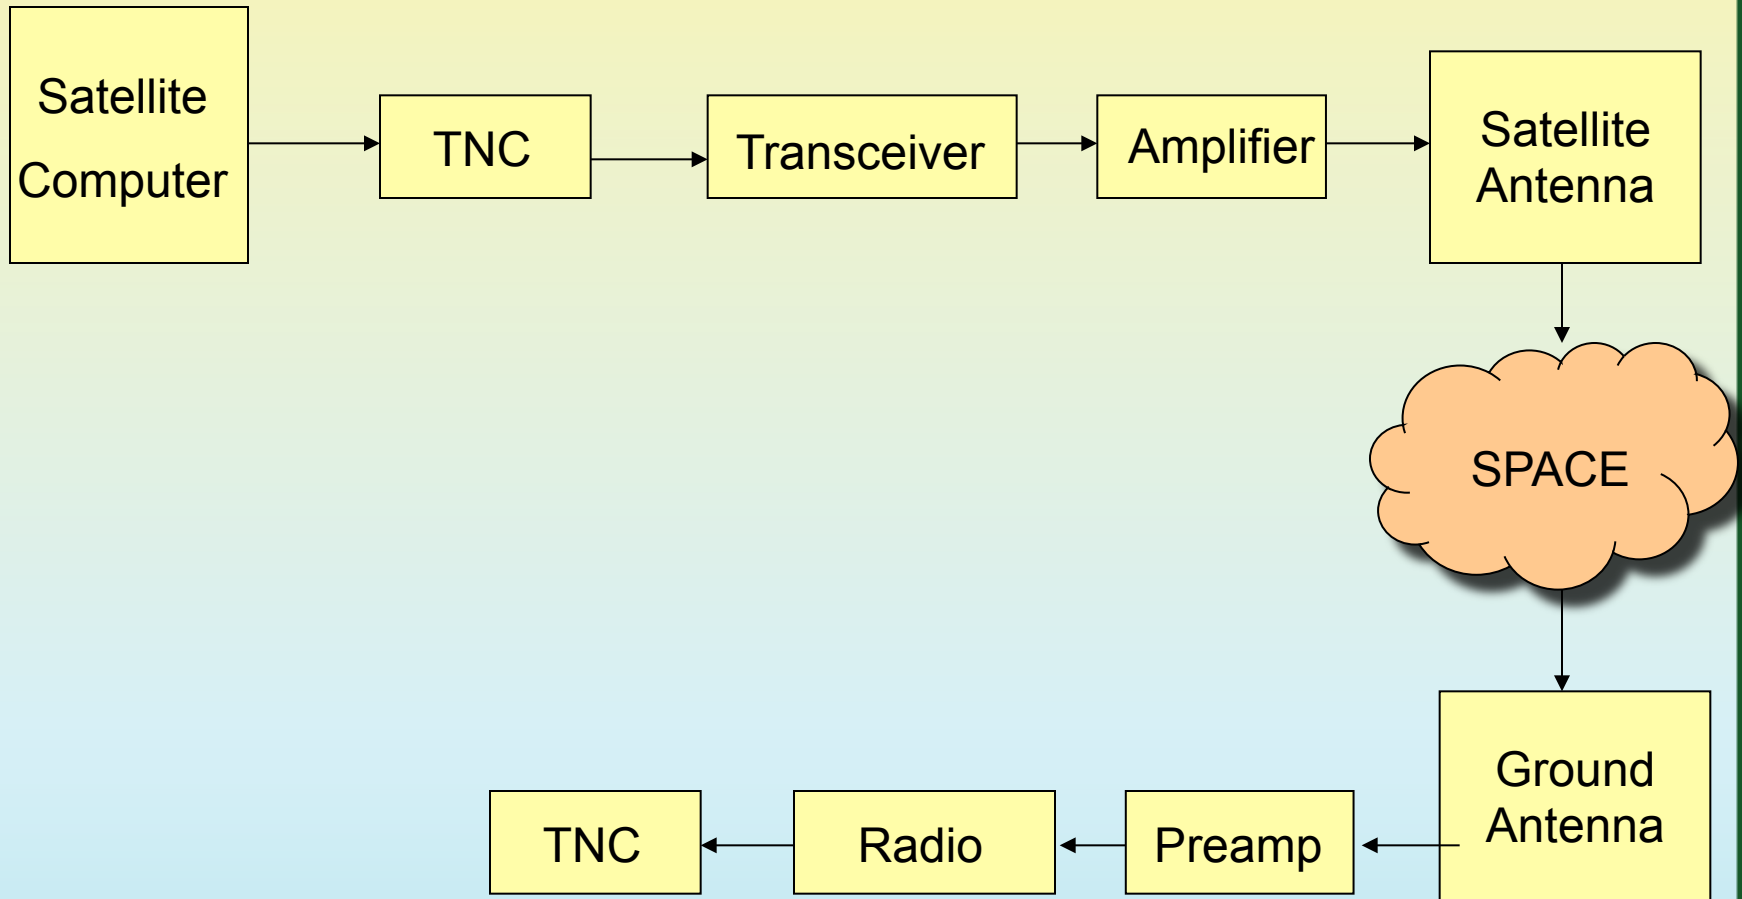 Satellite
Computer
TNC
Transceiver
Amplifier
Satellite
Antenna
SPACE
Ground
Antenna
Preamp
Radio
TNC